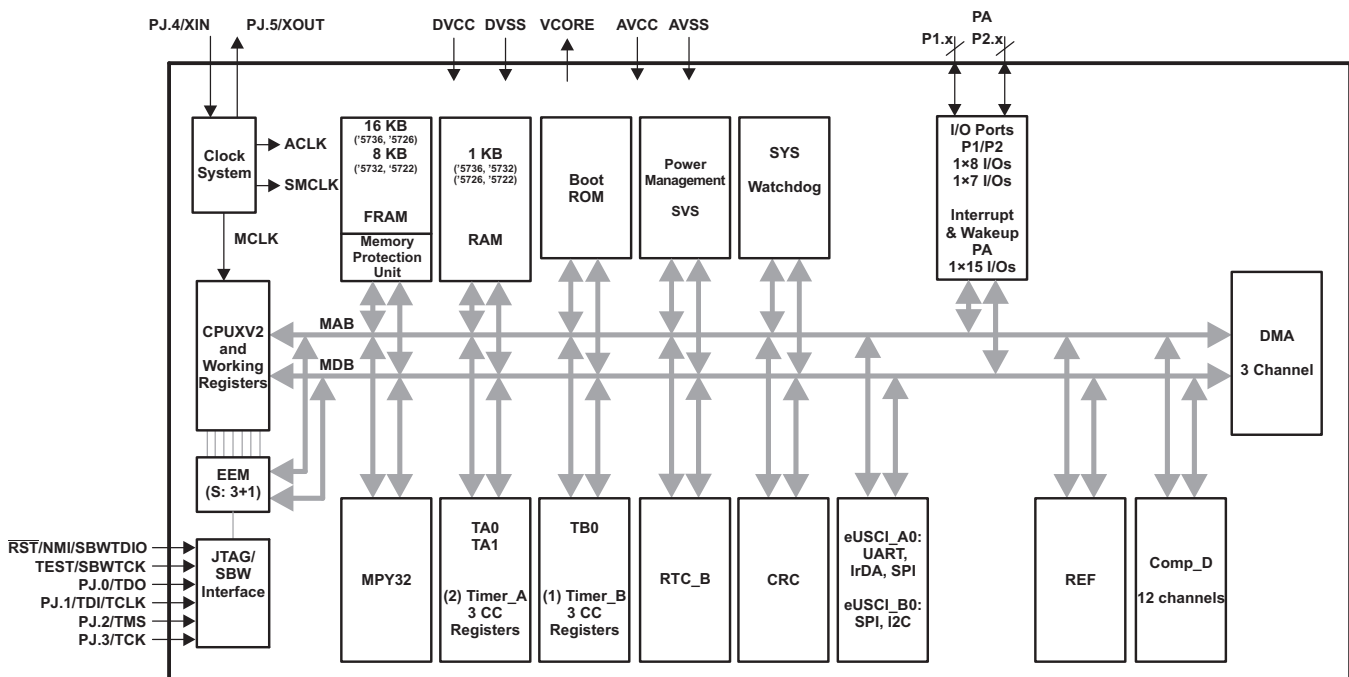 PJ.4/XIN
PJ.5/XOUT
DVCC
DVSS
VCORE
AVCC
AVSS
PA
P1.x
P2.x
Clock
System
ACLK
SMCLK
MCLK
16 KB
('5736, '5726)
8 KB
('5732, '5722)
FRAM
Memory
Protection
Unit
1 KB
('5736, '5732)
('5726, '5722)
RAM
Boot
ROM
Power
Management
SVS
SYS
Watchdog
I/O Ports
P1/P2
1×8 I/Os
1×7 I/Os
Interrupt
& Wakeup
PA
1×15 I/Os
CPUXV2
and
Working
Registers
MAB
MDB
DMA
3 Channel
EEM
(S: 3+1)
RST/NMI/SBWTDIO
TEST/SBWTCK
PJ.0/TDO
PJ.1/TDI/TCLK
PJ.2/TMS
PJ.3/TCK
JTAG/
SBW
Interface
MPY32
TA0
TA1
(2) Timer_A
3 CC
Registers
TB0
(1) Timer_B
3 CC
Registers
RTC_B
CRC
eUSCI_A0:
UART,
IrDA, SPI
eUSCI_B0:
SPI, I2C
REF
Comp_D
12 channels